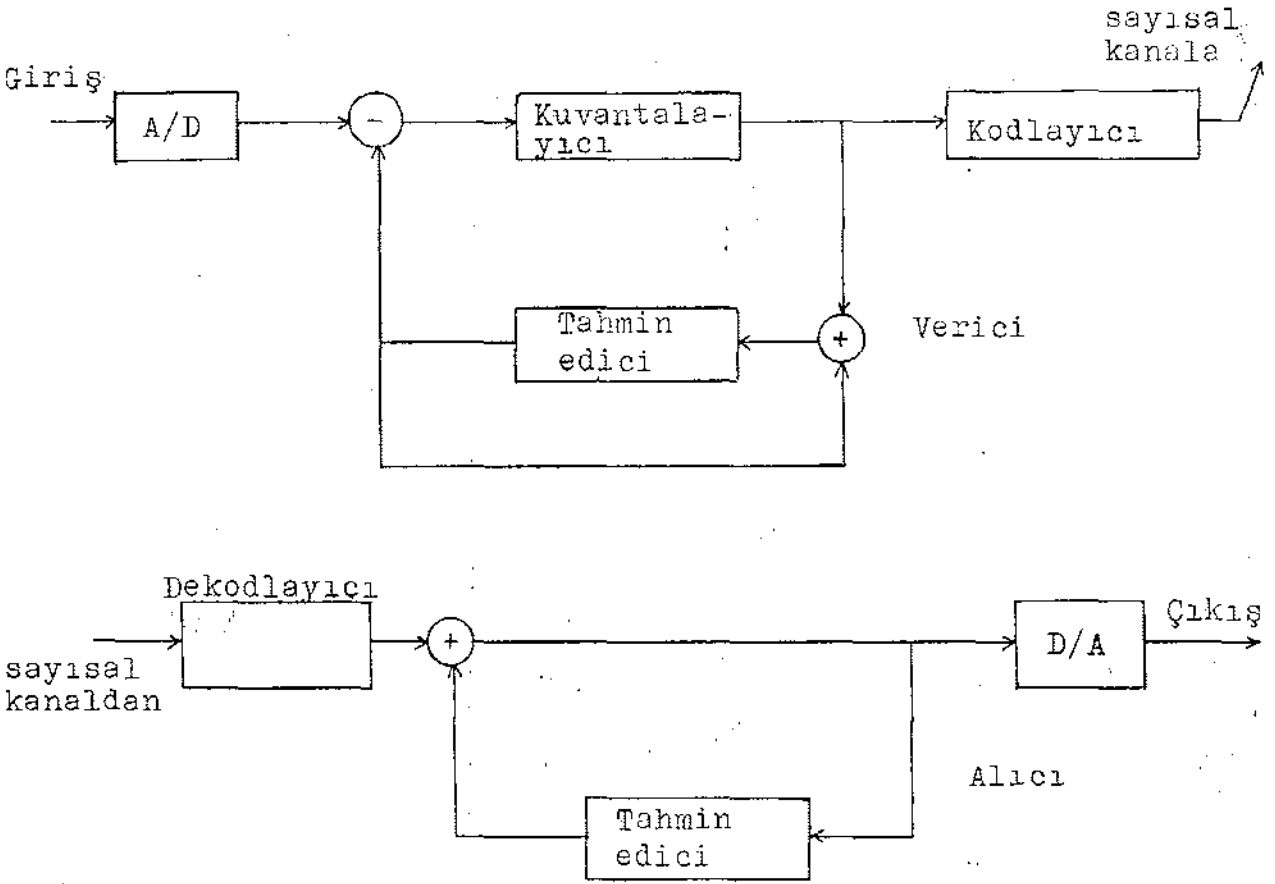 sayısal
kanala
Giriş
A/D
-
Kuvantala-
yıcı
Kodlayıcı
Tahmin
edici
+
Verici
Dekodlayıcı
+
D/A
Çıkış
sayısal
kanaldan
Alıcı
Tahmin
edici